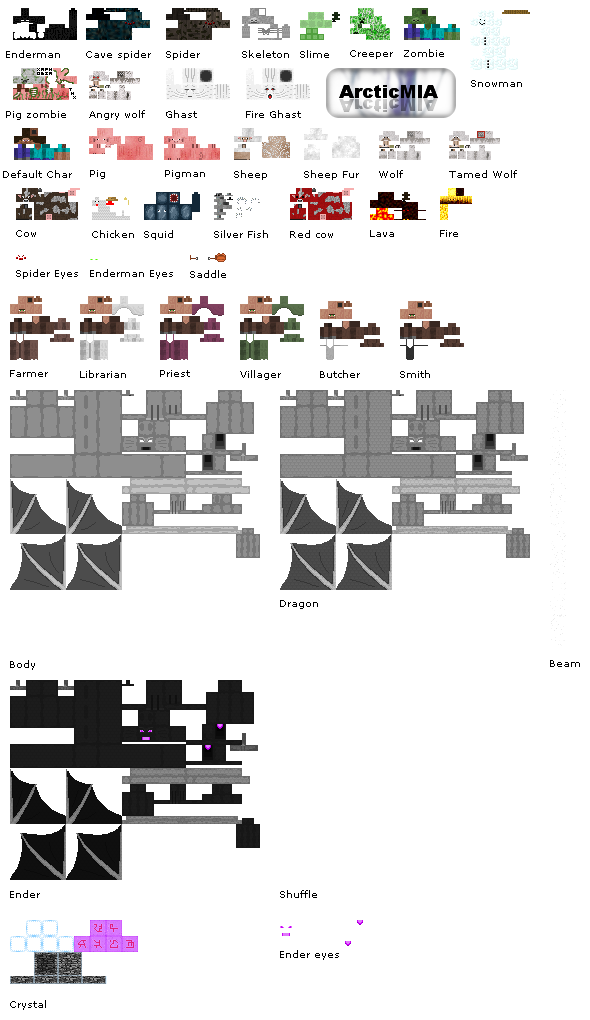 Enderman Cave spider Spider Skeleton Slime Creeper Zombie
Snowman
Pig zombie Angry wolf Ghast Fire Ghast ArcticMIA
Default Char Pig Pigman Sheep Sheep Fur Wolf Tamed Wolf
Cow Chicken Squid Silver Fish Red cow Lava Fire
Spider Eyes Enderman Eyes Saddle
Farmer Librarian Priest Villager Butcher Smith
Dragon
Body Beam
Ender Shuffle
Ender eyes
Crystal